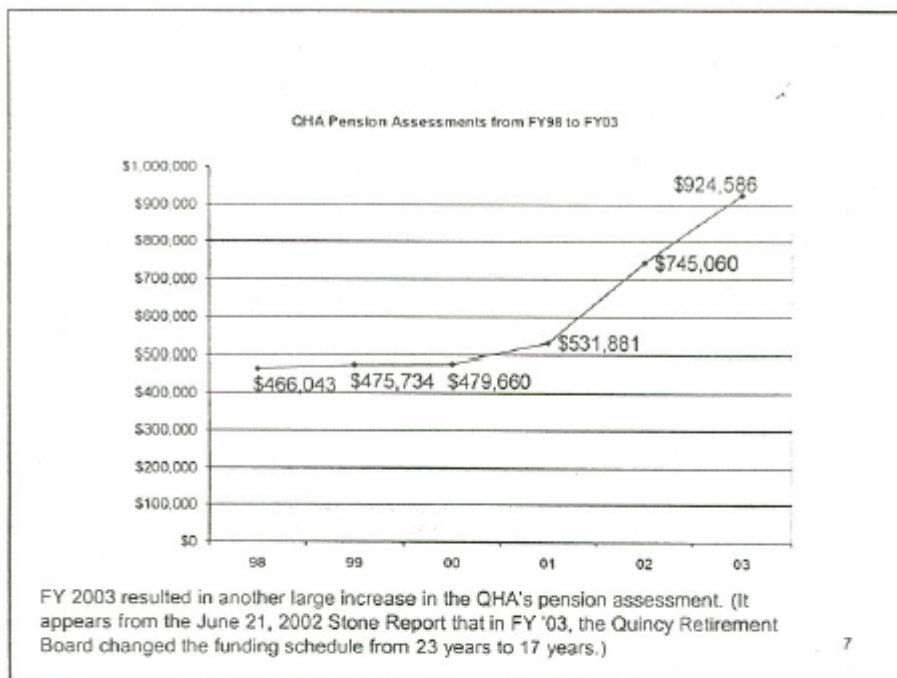 QHA Pension Assessments from FY98 to FY03
$1,000,000
$924,586
$900,000
$800,000
$745,060
$700,000
$600,000
$531,881
$500,000
$466,043 $475,734 $479,660
$400,000
$300,000
$200,000
$100,000
$0
98 99 00 01 02 03
FY 2003 resulted in another large increase in the QHA's pension assessment. (It
appears from the June 21, 2002 Stone Report that in FY '03, the Quincy Retirement
Board changed the funding schedule from 23 years to 17 years.)
7